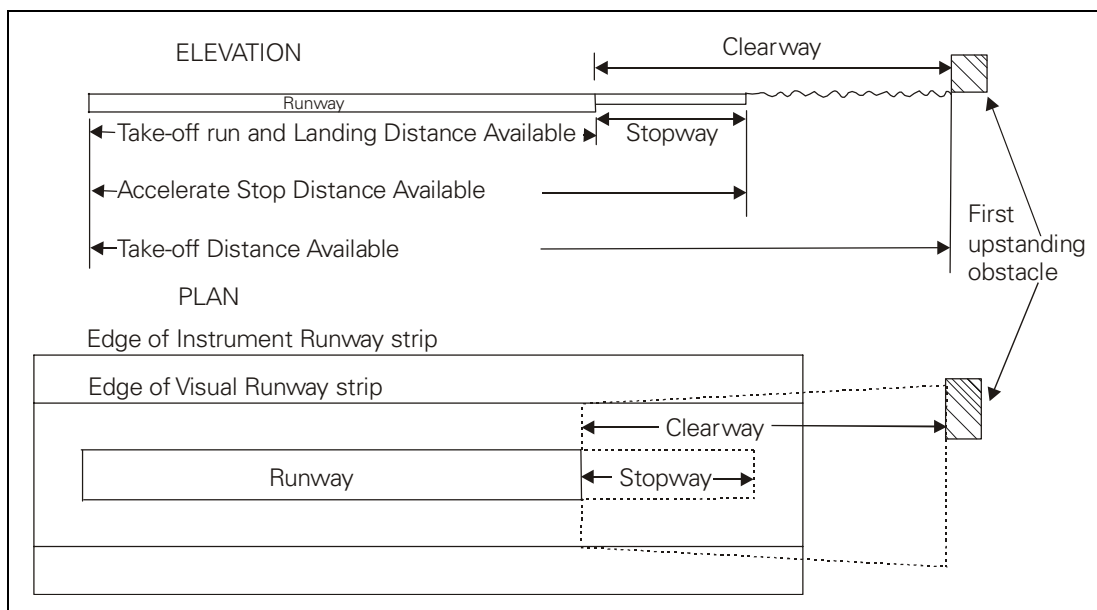 ELEVATION
Clearway
Runway
Take-off run and Landing Distance Available
Stopway
Accelerate Stop Distance Available
Take-off Distance Available
First
upstanding
obstacle
PLAN
Edge of Instrument Runway strip
Edge of Visual Runway strip
Clearway
Runway
Stopway